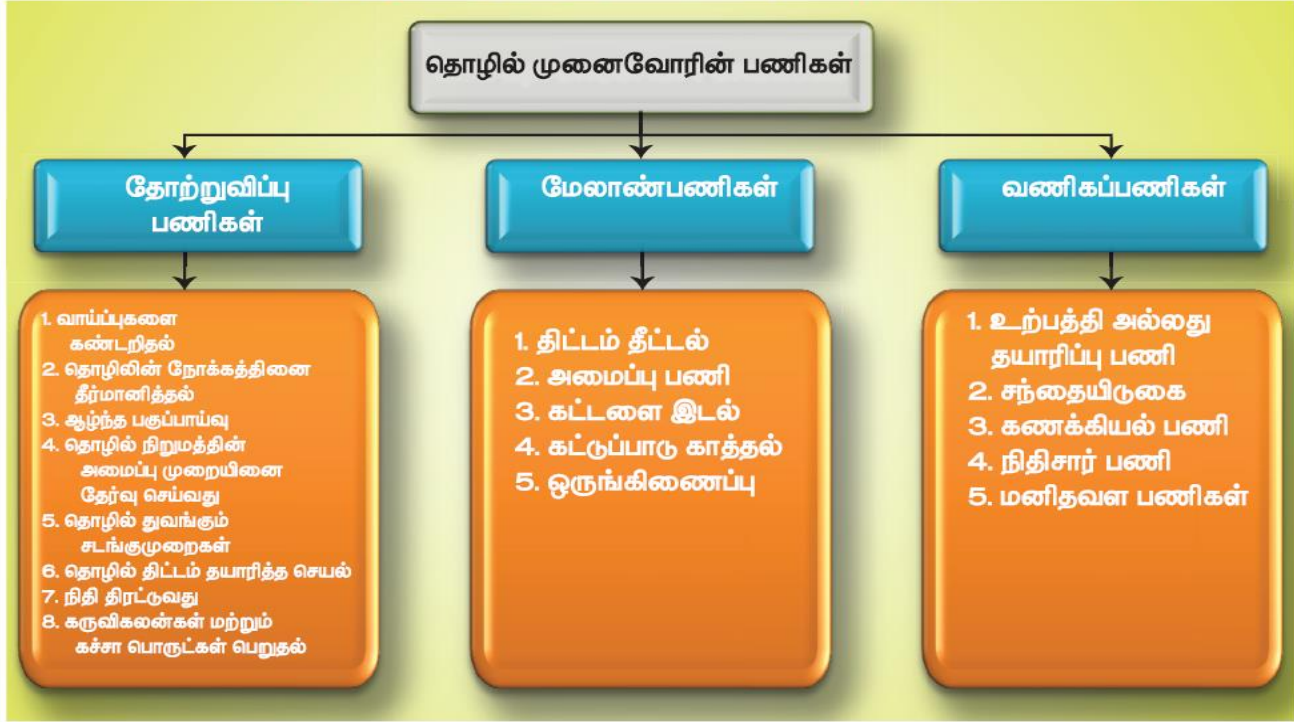 தொழில் முனைவோரின் பணிகள்
தோற்றுவிப்பு
பணிகள்
1. வாய்ப்புகளை
கண்டறிதல்
2. தொழிலின் நோக்கத்தினை
தீர்மானித்தல்
3. ஆழ்ந்த பகுப்பாய்வு
4. தொழில் நிறுமத்தின்
அமைப்பு முறையினை
தேர்வு செய்வது
5. தொழில் துவங்கும்
சடங்குமுறைகள்
6. தொழில் திட்டம் தயாரித்த செயல்
7. நிதி திரட்டுவது
8. கருவிகலன்கள் மற்றும்
கச்சா பொருட்கள் பெறுதல்
மேலாண்பணிகள்
1. திட்டம் தீட்டல்
2. அமைப்பு பணி
3. கட்டளை இடல்
4. கட்டுப்பாடு காத்தல்
5. ஒருங்கிணைப்பு
வணிகப்பணிகள்
1. உற்பத்தி அல்லது
தயாரிப்பு பணி
2. சந்தையிடுகை
3. கணக்கியல் பணி
4. நிதிசார் பணி
5. மனிதவள பணிகள்